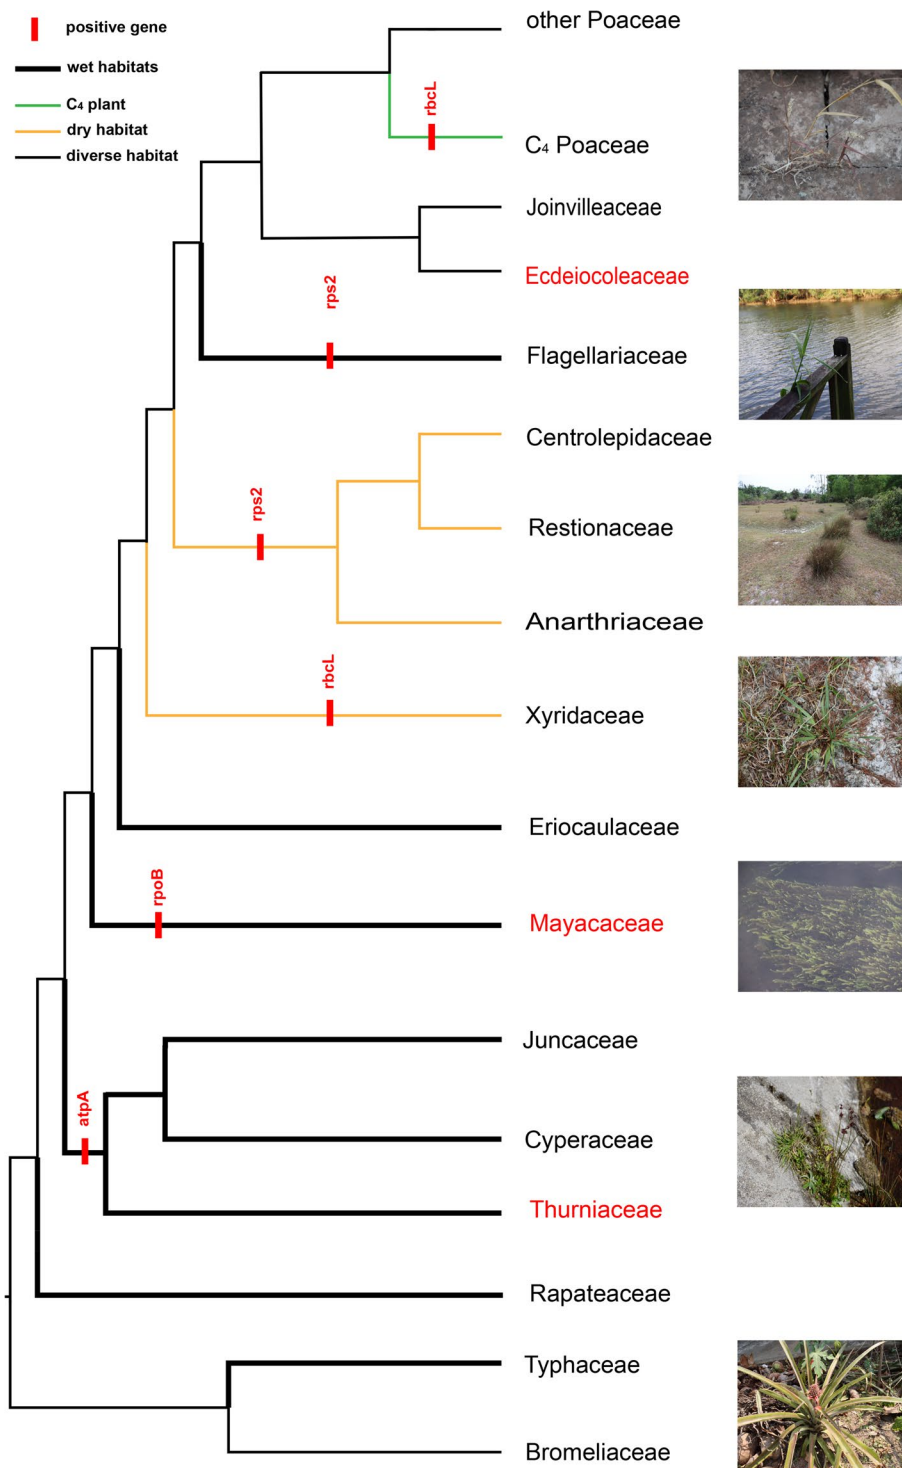 positive gene
wet habitats
C₄ plant
dry habitat
diverse habitat
other Poaceae
rbcL
C₄ Poaceae
Joinvilleaceae
Ecdeiocoleaceae
rps2
Flagellariaceae
Centrolepidaceae
rps2
Restionaceae
Anarthriaceae
rbcL
Xyridaceae
Eriocaulaceae
rpoB
Mayacaceae
Juncaceae
atpA
Cyperaceae
Thurniaceae
Rapateaceae
Typhaceae
Bromeliaceae